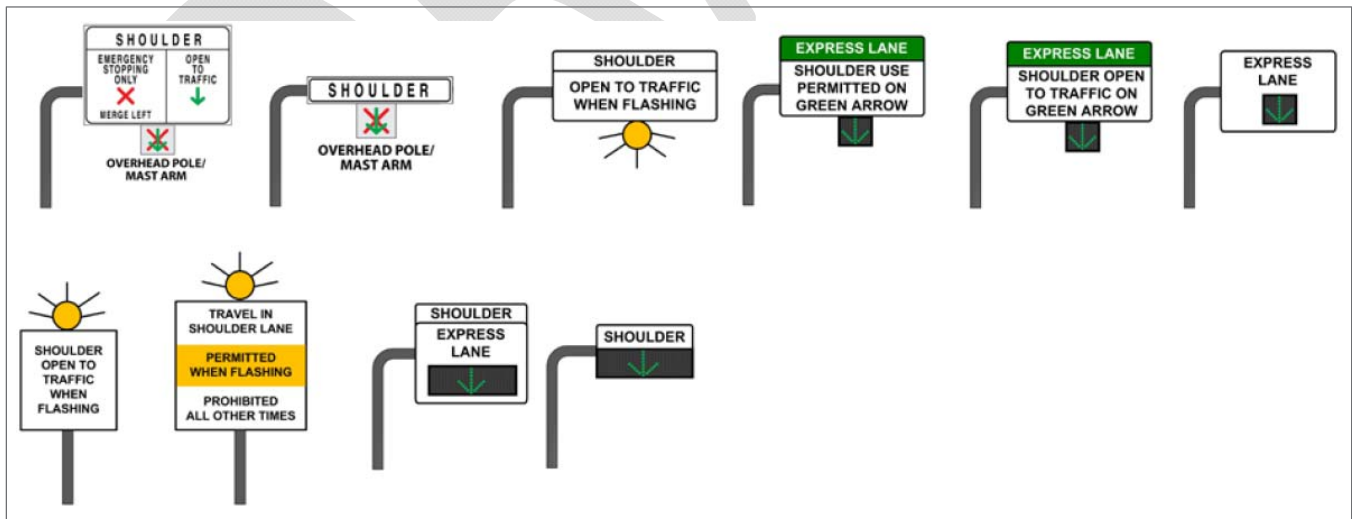 SHOULDER
EMERGENCY
STOPPING
ONLY
MERGE LEFT
OPEN
TO
TRAFFIC
OVERHEAD POLE/
MAST ARM
SHOULDER
OVERHEAD POLE/
MAST ARM
SHOULDER
OPEN TO TRAFFIC
WHEN FLASHING
EXPRESS LANE
SHOULDER USE
PERMITTED ON
GREEN ARROW
EXPRESS LANE
SHOULDER OPEN
TO TRAFFIC ON
GREEN ARROW
EXPRESS
LANE
SHOULDER
OPEN TO
TRAFFIC
WHEN
FLASHING
TRAVEL IN
SHOULDER LANE
PERMITTED
WHEN FLASHING
PROHIBITED
ALL OTHER TIMES
SHOULDER
EXPRESS
LANE
SHOULDER